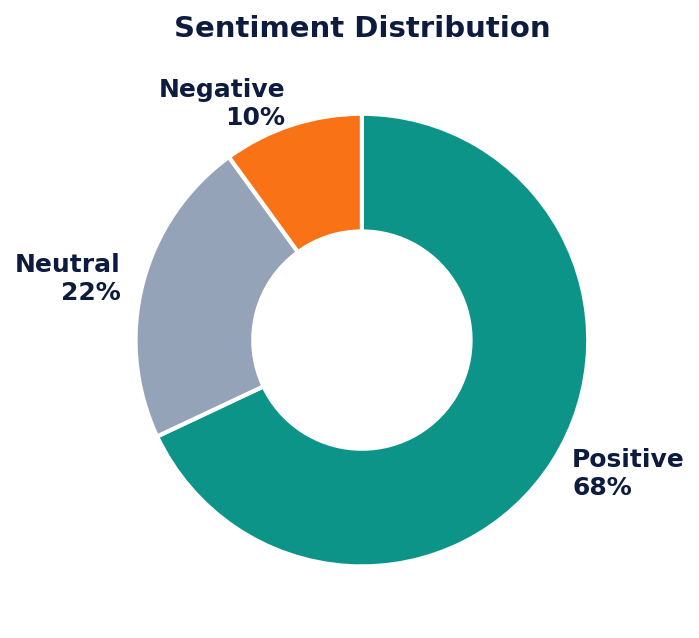 Sentiment Distribution
Negative
10%
Neutral
22%
Positive
68%